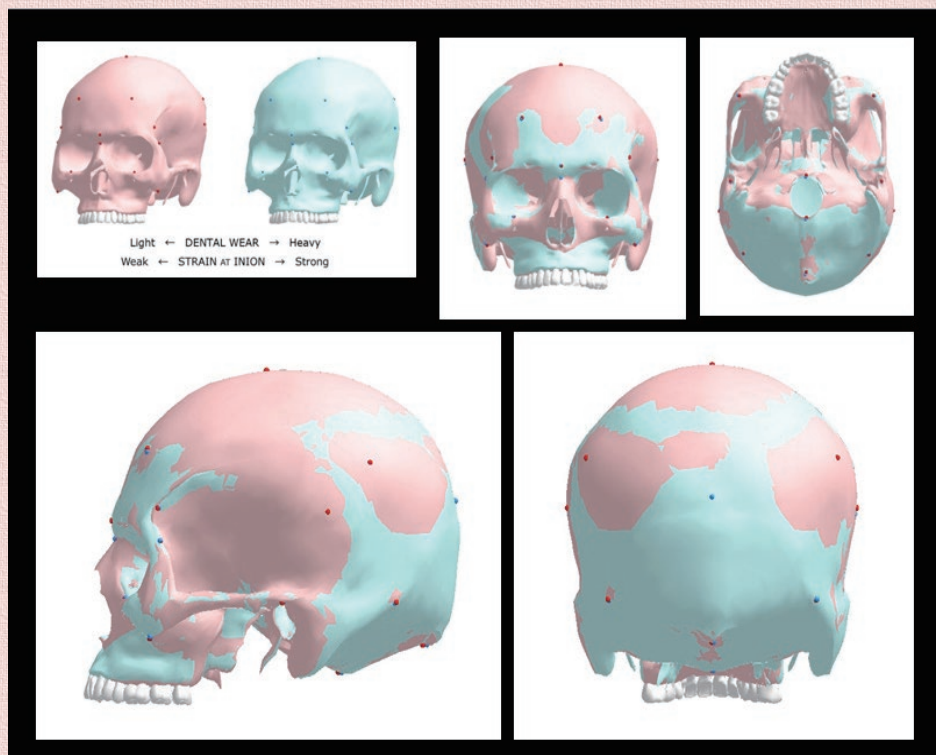 Light ← DENTAL WEAR → Heavy
Weak ← STRAIN AT INION → Strong